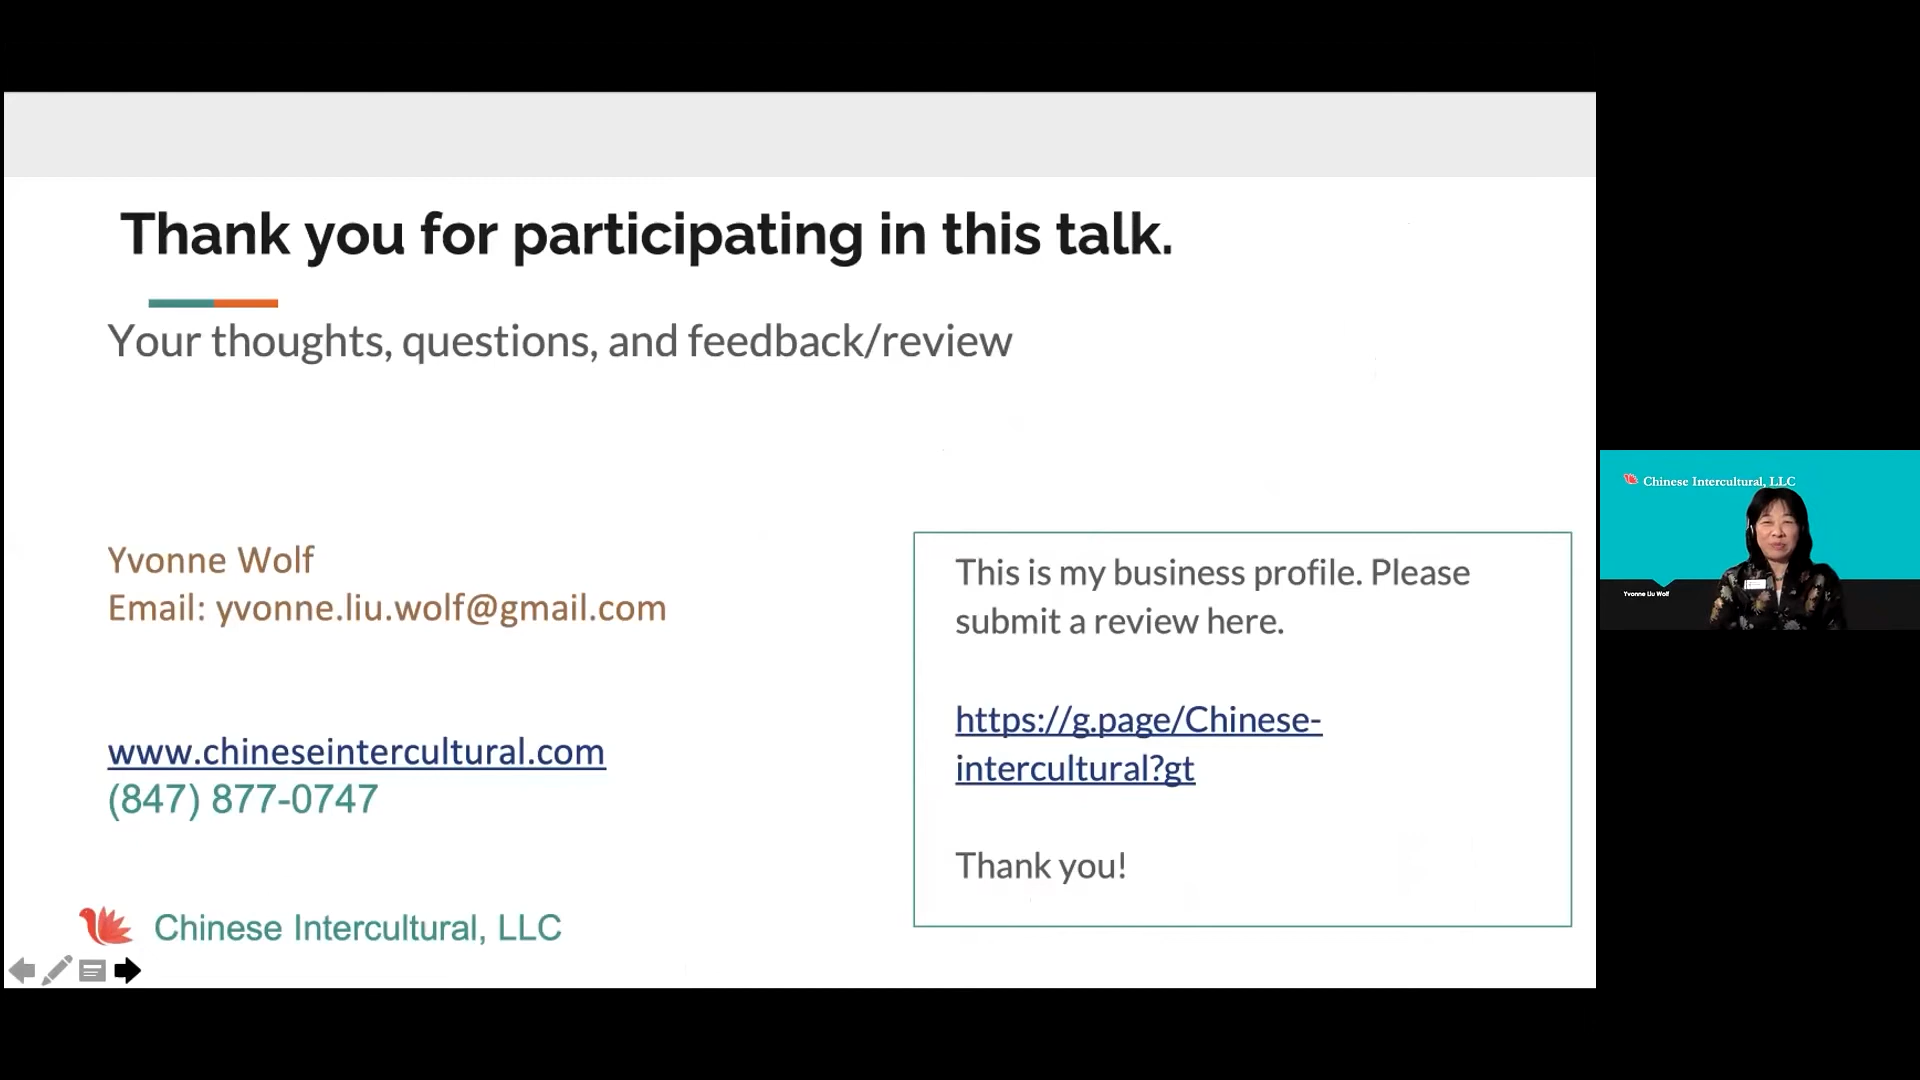 Thank you for participating in this talk.
Your thoughts, questions, and feedback/review
Yvonne Wolf
Email: yvonne.liu.wolf@gmail.com
www.chineseintercultural.com
(847) 877-0747
Chinese Intercultural, LLC
This is my business profile. Please
submit a review here.
https://g.page/Chinese-
intercultural?gt
Thank you!
Chinese Intercultural, LLC
Yvonne Liu Wolf